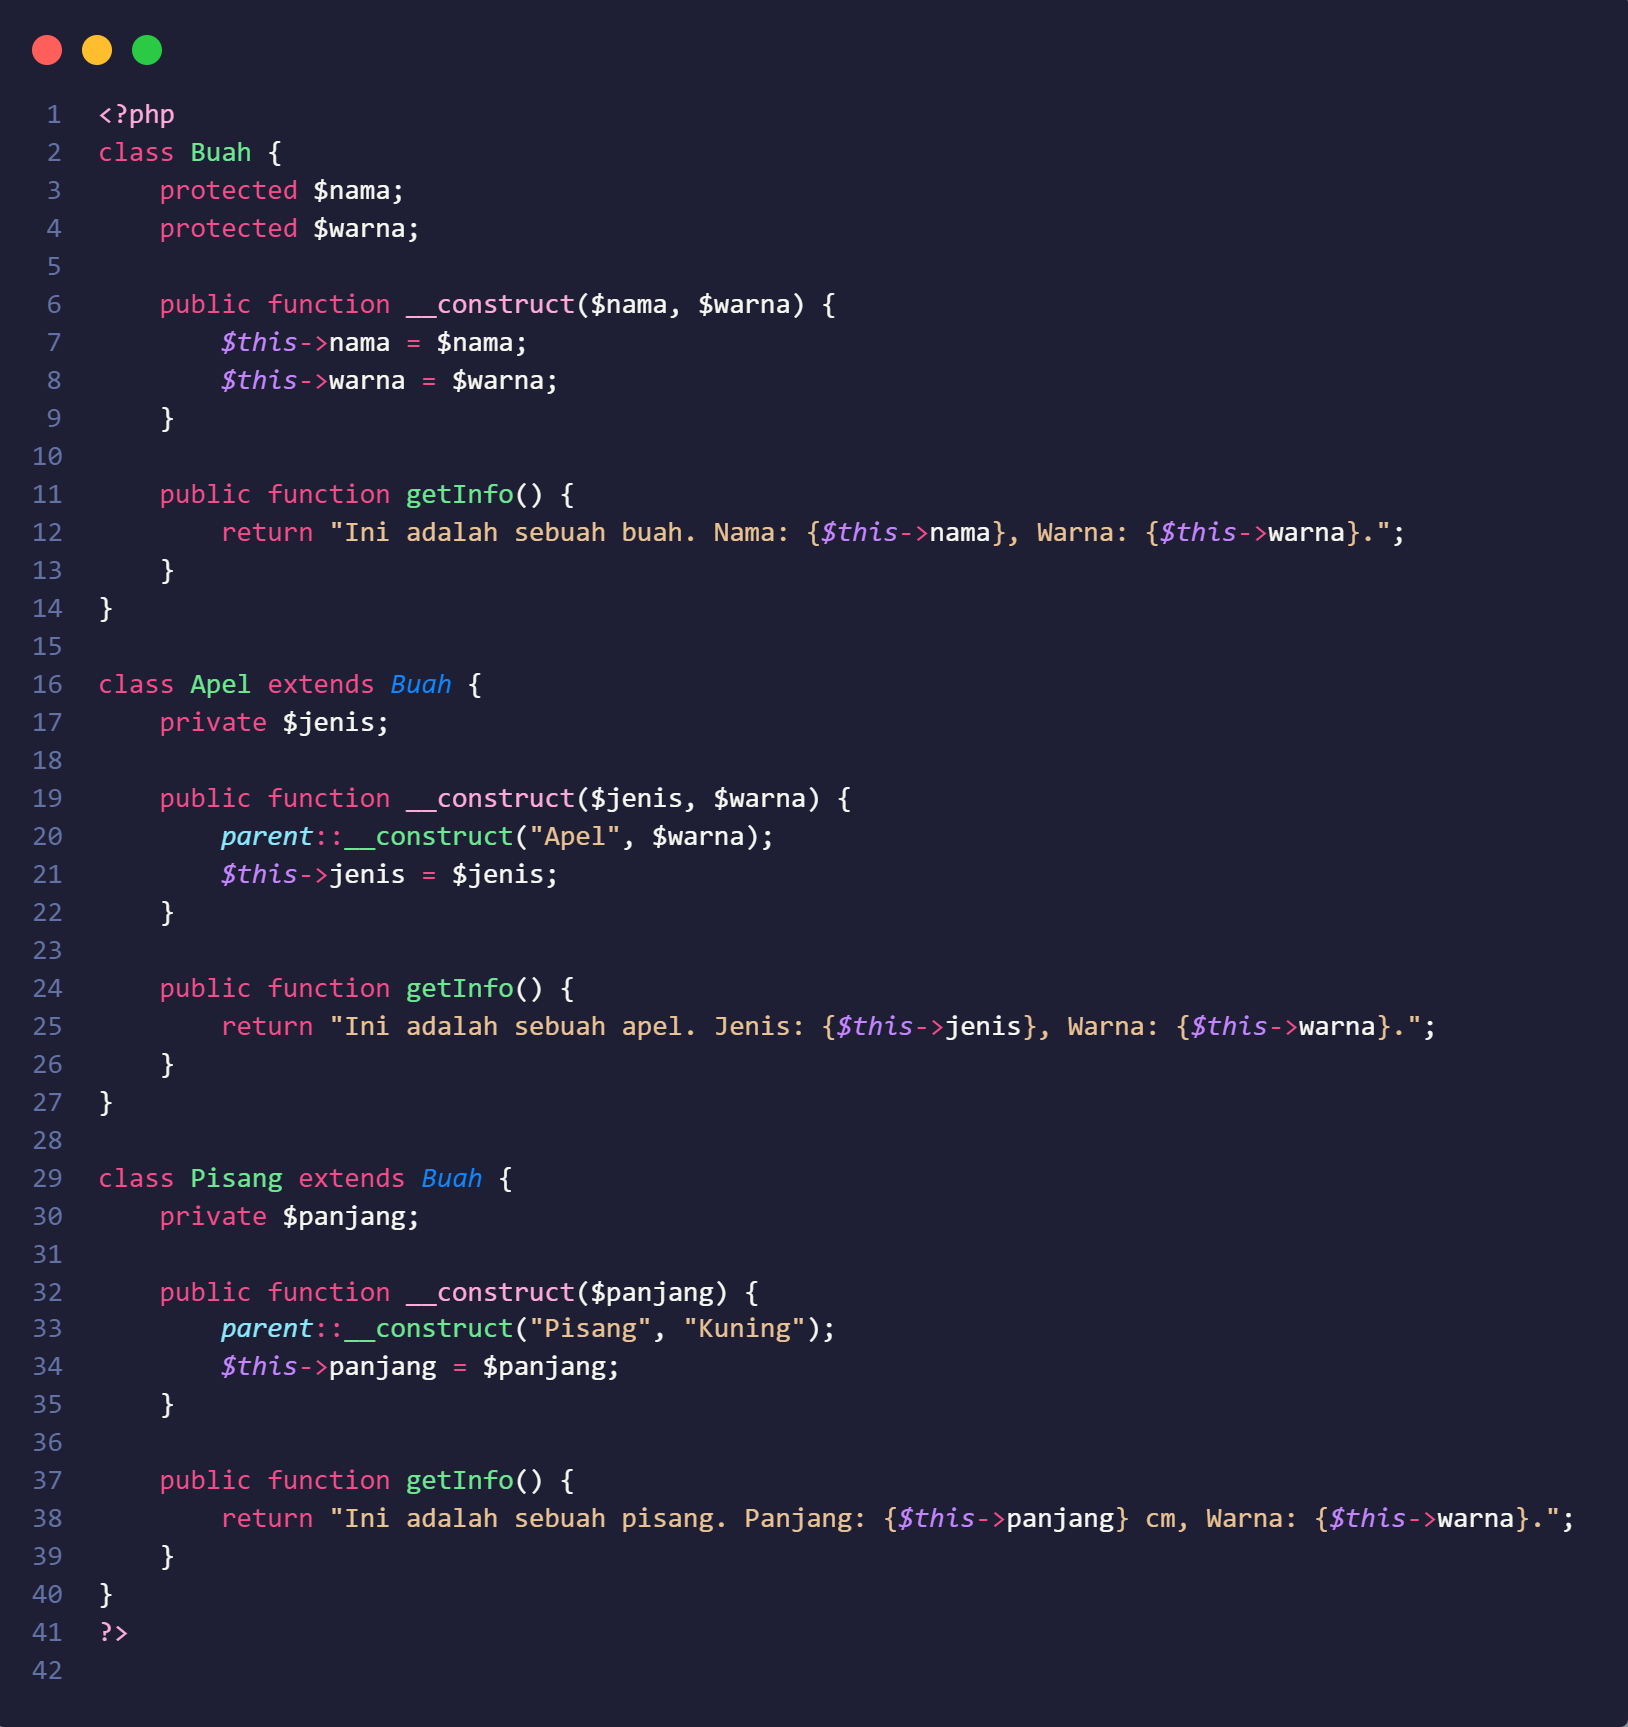 1 <?php
2 class Buah {
3     protected $nama;
4     protected $warna;
5
6     public function __construct($nama, $warna) {
7         $this->nama = $nama;
8         $this->warna = $warna;
9     }
10
11     public function getInfo() {
12         return "Ini adalah sebuah buah. Nama: {$this->nama}, Warna: {$this->warna}.";
13     }
14 }
15
16 class Apel extends Buah {
17     private $jenis;
18
19     public function __construct($jenis, $warna) {
20         parent::__construct("Apel", $warna);
21         $this->jenis = $jenis;
22     }
23
24     public function getInfo() {
25         return "Ini adalah sebuah apel. Jenis: {$this->jenis}, Warna: {$this->warna}.";
26     }
27 }
28
29 class Pisang extends Buah {
30     private $panjang;
31
32     public function __construct($panjang) {
33         parent::__construct("Pisang", "Kuning");
34         $this->panjang = $panjang;
35     }
36
37     public function getInfo() {
38         return "Ini adalah sebuah pisang. Panjang: {$this->panjang} cm, Warna: {$this->warna}.";
39     }
40 }
41 ?>
42